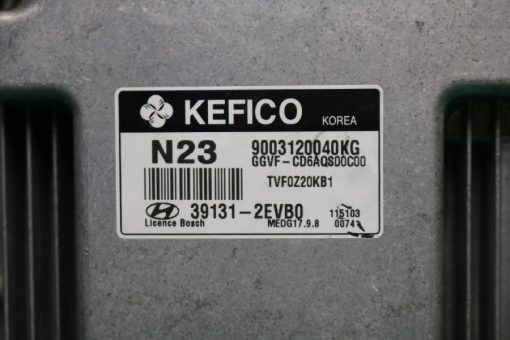 KEFICO KOREA
N23 9003120040KG
GGVF-CD6AQS00C00
TVF0Z20KB1
39131-2EVB0 115103
Licence Bosch MEDG17.9.8 0074